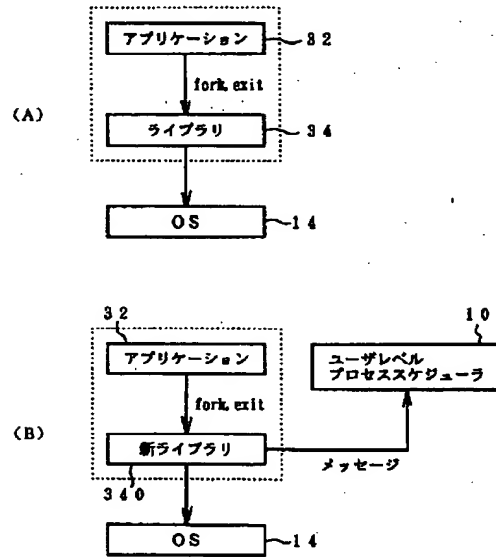 アプリケーション
32
fork, exit
(A)
ライブラリ
34
OS
14
32
10
アプリケーション
ユーザレベル
プロセススケジューラ
fork, exit
(B)
新ライブラリ
メッセージ
340
OS
14